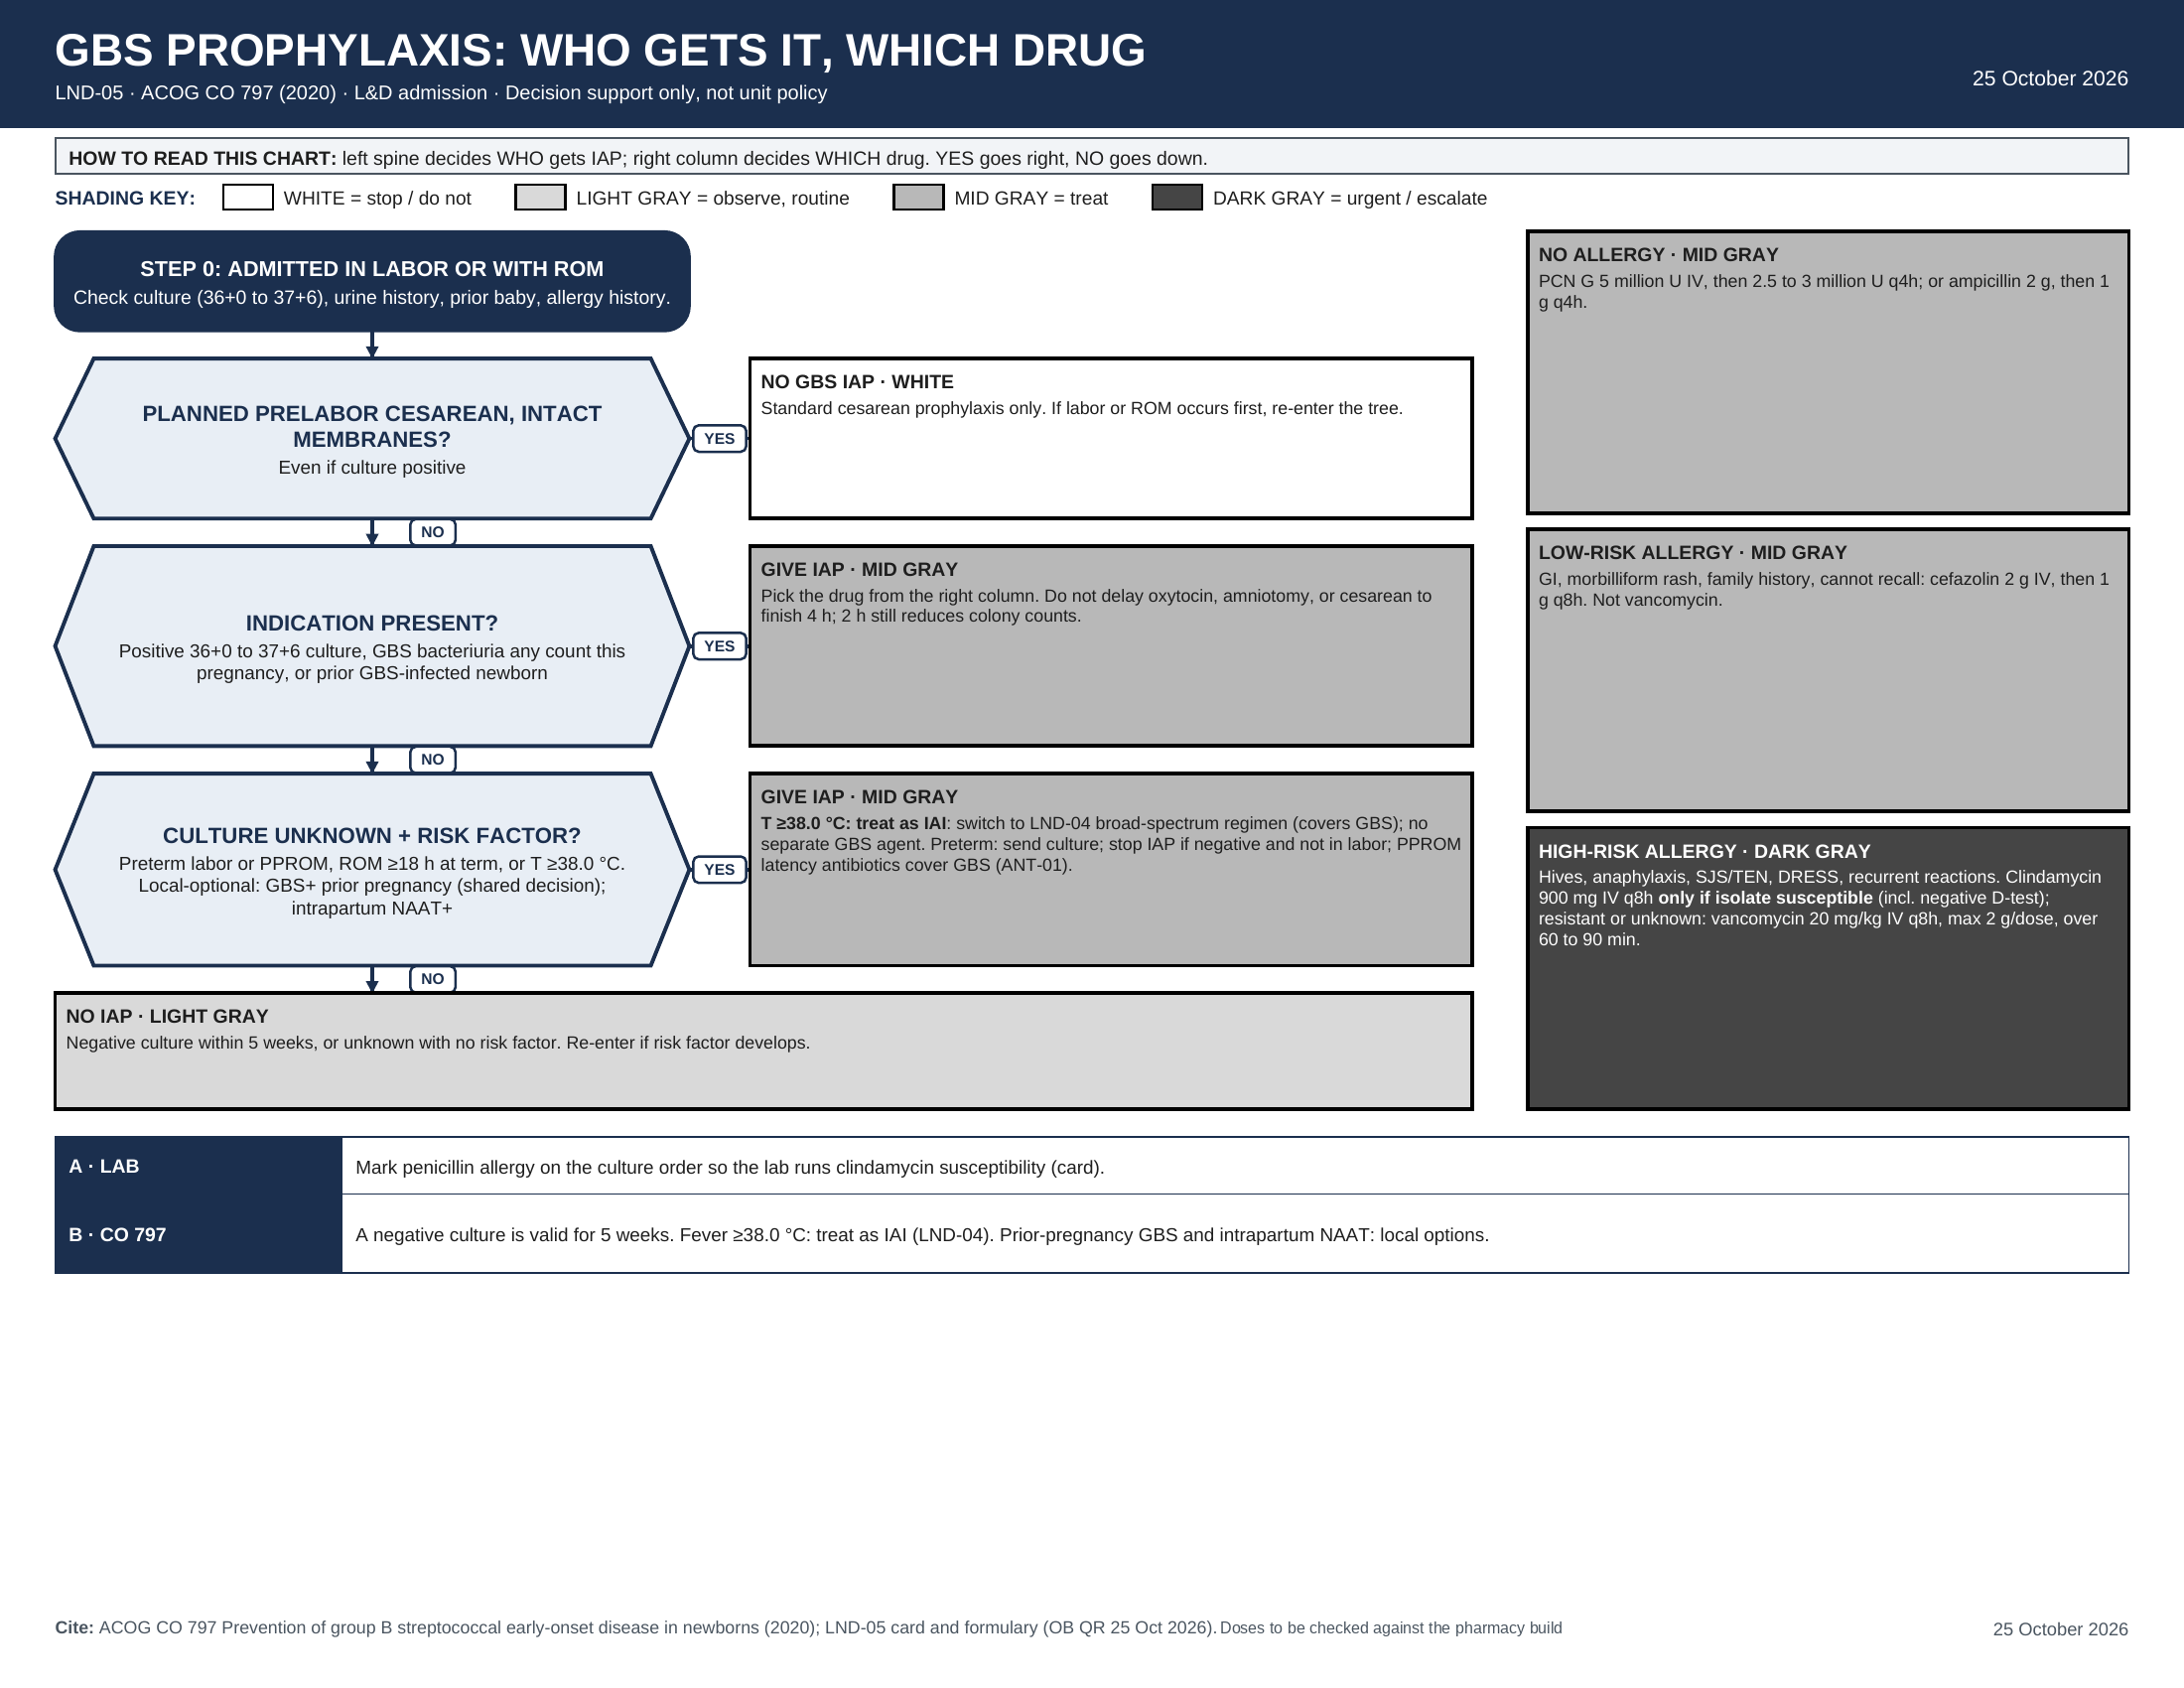 GBS PROPHYLAXIS: WHO GETS IT, WHICH DRUG
LND-05 · ACOG CO 797 (2020) · L&D admission · Decision support only, not unit policy
25 October 2026
HOW TO READ THIS CHART: left spine decides WHO gets IAP; right column decides WHICH drug. YES goes right, NO goes down.
SHADING KEY: WHITE = stop / do not LIGHT GRAY = observe, routine MID GRAY = treat DARK GRAY = urgent / escalate
STEP 0: ADMITTED IN LABOR OR WITH ROM
Check culture (36+0 to 37+6), urine history, prior baby, allergy history.
PLANNED PRELABOR CESAREAN, INTACT
MEMBRANES?
Even if culture positive
YES
NO GBS IAP · WHITE
Standard cesarean prophylaxis only. If labor or ROM occurs first, re-enter the tree.
NO
INDICATION PRESENT?
Positive 36+0 to 37+6 culture, GBS bacteriuria any count this
pregnancy, or prior GBS-infected newborn
YES
GIVE IAP · MID GRAY
Pick the drug from the right column. Do not delay oxytocin, amniotomy, or cesarean to
finish 4 h; 2 h still reduces colony counts.
NO
CULTURE UNKNOWN + RISK FACTOR?
Preterm labor or PPROM, ROM ≥18 h at term, or T ≥38.0 °C.
Local-optional: GBS+ prior pregnancy (shared decision);
intrapartum NAAT+
YES
GIVE IAP · MID GRAY
T ≥38.0 °C: treat as IAI: switch to LND-04 broad-spectrum regimen (covers GBS); no
separate GBS agent. Preterm: send culture; stop IAP if negative and not in labor; PPROM
latency antibiotics cover GBS (ANT-01).
NO
NO IAP · LIGHT GRAY
Negative culture within 5 weeks, or unknown with no risk factor. Re-enter if risk factor develops.
NO ALLERGY · MID GRAY
PCN G 5 million U IV, then 2.5 to 3 million U q4h; or ampicillin 2 g, then 1
g q4h.
LOW-RISK ALLERGY · MID GRAY
GI, morbilliform rash, family history, cannot recall: cefazolin 2 g IV, then 1
g q8h. Not vancomycin.
HIGH-RISK ALLERGY · DARK GRAY
Hives, anaphylaxis, SJS/TEN, DRESS, recurrent reactions. Clindamycin
900 mg IV q8h only if isolate susceptible (incl. negative D-test);
resistant or unknown: vancomycin 20 mg/kg IV q8h, max 2 g/dose, over
60 to 90 min.
A · LAB
Mark penicillin allergy on the culture order so the lab runs clindamycin susceptibility (card).
B · CO 797
A negative culture is valid for 5 weeks. Fever ≥38.0 °C: treat as IAI (LND-04). Prior-pregnancy GBS and intrapartum NAAT: local options.
Cite: ACOG CO 797 Prevention of group B streptococcal early-onset disease in newborns (2020); LND-05 card and formulary (OB QR 25 Oct 2026). Doses to be checked against the pharmacy build
25 October 2026